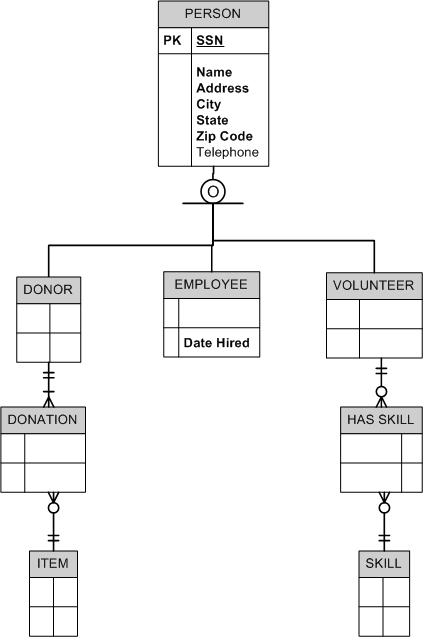 PERSON
PK SSN
Name
Address
City
State
Zip Code
Telephone
O
DONOR
EMPLOYEE
VOLUNTEER
Date Hired
DONATION
HAS SKILL
ITEM
SKILL